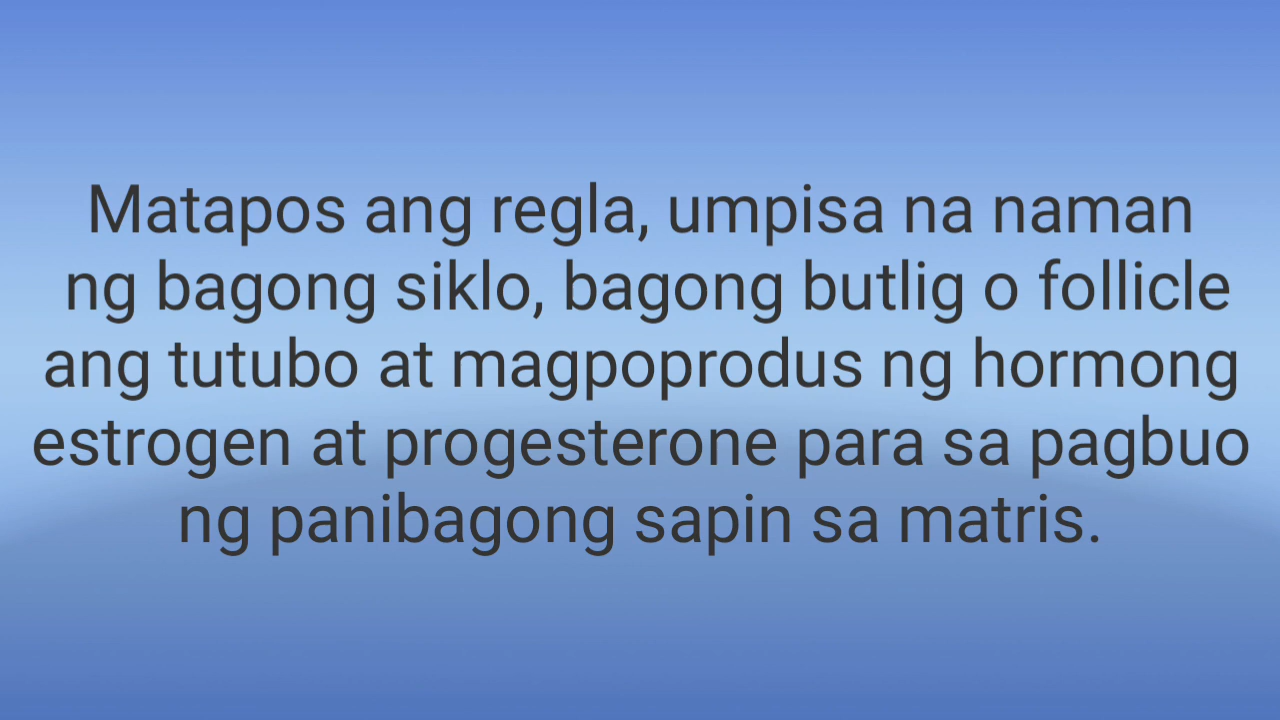 Matapos ang regla, umpisa na naman
ng bagong siklo, bagong butlig o follicle
ang tutubo at magpoprodus ng hormong
estrogen at progesterone para sa pagbuo
ng panibagong sapin sa matris.